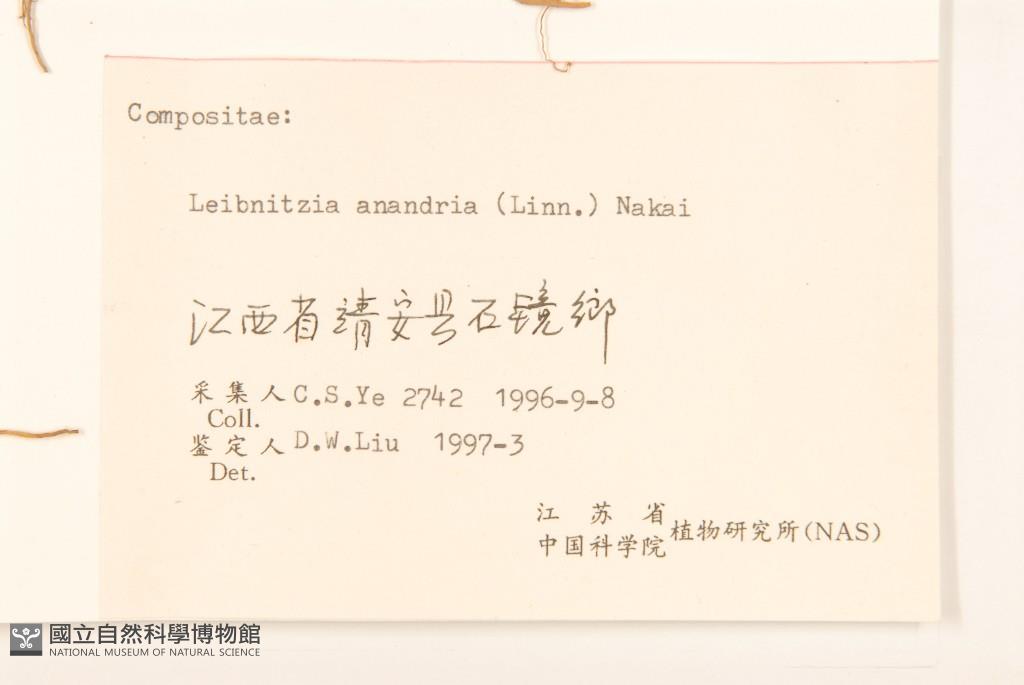 Compositae:
Leibnitzia anandria (Linn.) Nakai
江西省靖安县石镜鄉
采集人 C.S.Ye 2742 1996-9-8
Coll.
鉴定人 D.W.Liu 1997-3
Det.
江苏省
中国科学院 植物研究所(NAS)
國立自然科學博物館
NATIONAL MUSEUM OF NATURAL SCIENCE